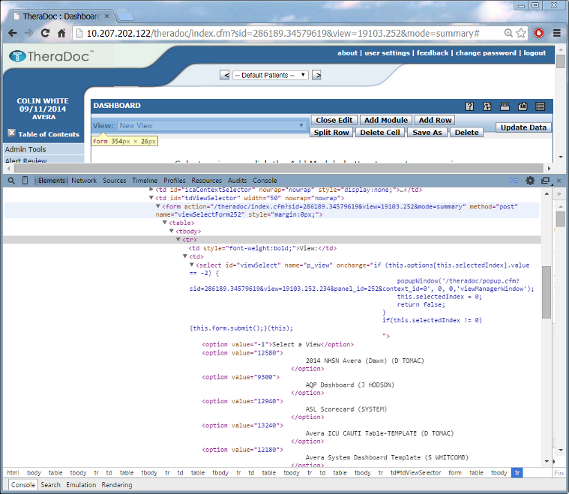 TheraDoc : Dashboard
10.207.202.122/theradoc/index.cfm?sid=286189.34579619&view=19103.252&mode=summary#
TheraDoc™
about | user settings | feedback | change password | logout
< -- Default Patients -- >
COLIN WHITE
09/11/2014
AVERA
Table of Contents
Admin Tools
Alert Review
DASHBOARD
View: New View
Close Edit Add Module Add Row
Split Row Delete Cell Save As Delete
Update Data
form 354px × 26px
Elements Network Sources Timeline Profiles Resources Audits Console
<td id="icaContextSelector" nowrap="nowrap" style="display:none;">…</td>
<td id="tdViewSelector" width="50" nowrap="nowrap">
<form action="/theradoc/index.cfm?sid=286189.34579619&view=19103.252&mode=summary" method="post"
name="viewSelectForm252" style="margin:0px;">
<table>
<tbody>
<tr>
<td style="font-weight:bold;">View:</td>
<td>
<select id="viewSelect" name="p_view" onchange="if (this.options[this.selectedIndex].value
== -2) {
popupWindow('/theradoc/popup.cfm?
sid=286189.34579619&view=19103.252.234&panel_id=252&context_id=0', 0, 0,'viewManagerWindow');
this.selectedIndex = 0;
return false;
}
if(this.selectedIndex != 0)
{this.form.submit();}(this);
">
<option value="-1">Select a View</option>
<option value="12580">
2014 NHSN Avera (Dawn) (D TOMAC)
</option>
<option value="9300">
AQP Dashboard (J HODSON)
</option>
<option value="12940">
ASL Scorecard (SYSTEM)
</option>
<option value="13240">
Avera ICU CAUTI Table-TEMPLATE (D TOMAC)
</option>
<option value="12180">
Avera System Dashboard Template (S WHITCOMB)
</option>
html tbody table tbody tr td table tbody tr td table tbody tr td table tbody tr td#tdViewSelector form table tbody tr
Console Search Emulation Rendering